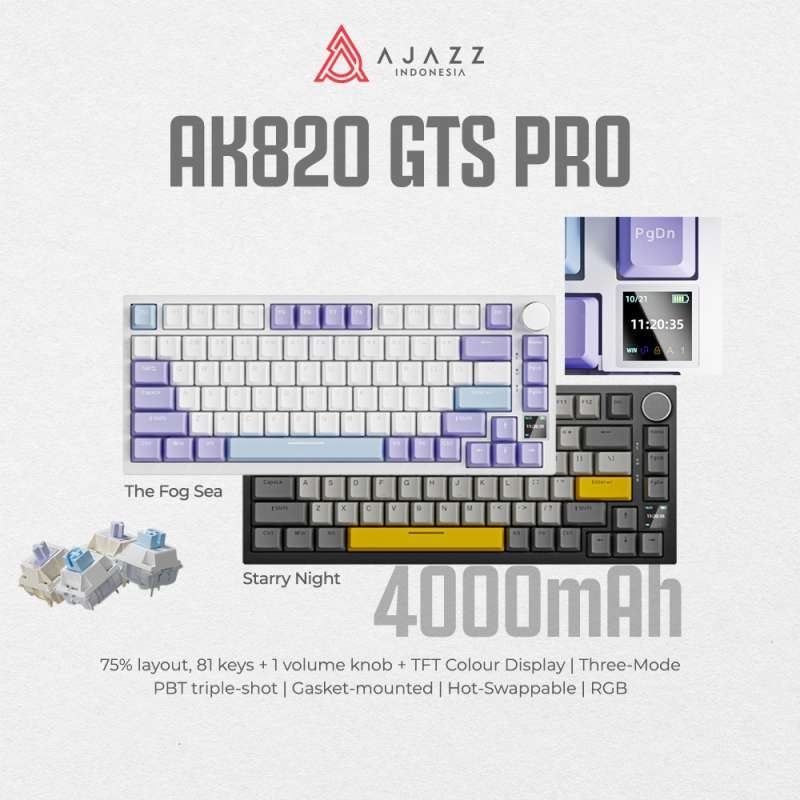 AJAZZ
INDONESIA
AK820 GTS PRO
PgDn
10/21
11:20:35
WIN
A
The Fog Sea
Starry Night
4000mAh
75% layout, 81 keys + 1 volume knob + TFT Colour Display | Three-Mode
PBT triple-shot | Gasket-mounted | Hot-Swappable | RGB